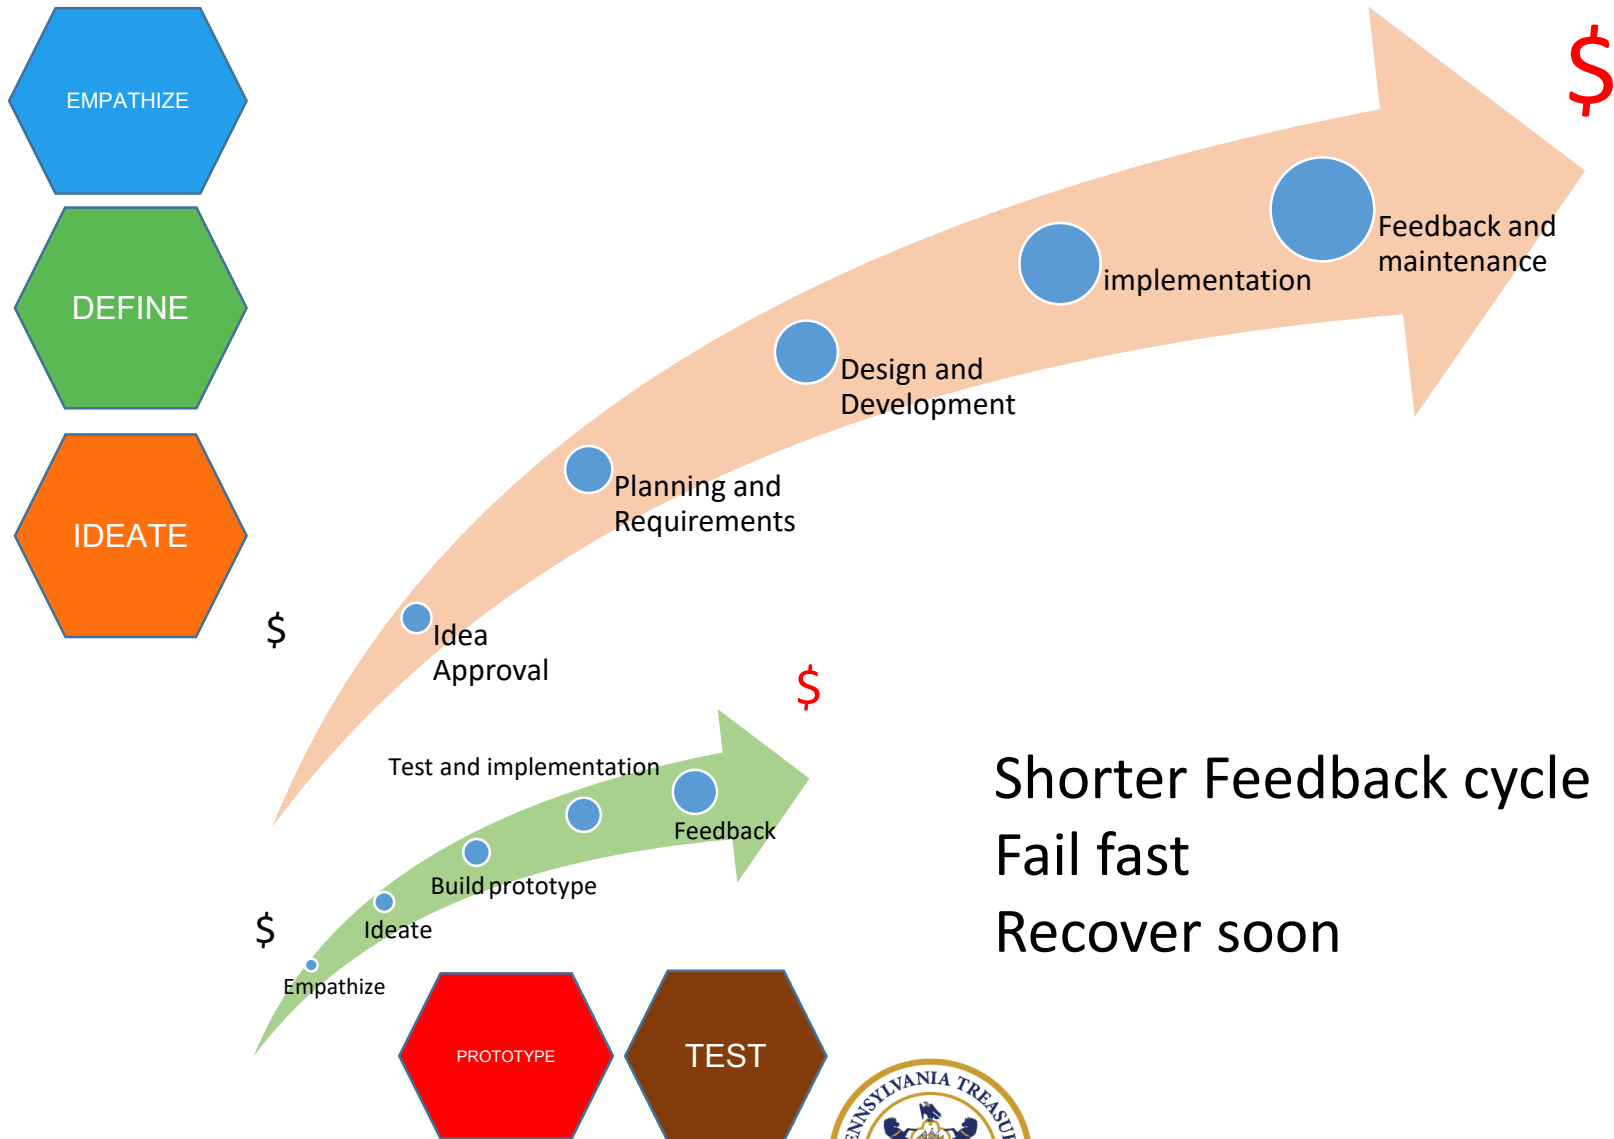 EMPATHIZE
DEFINE
IDEATE
$
$
Feedback and
maintenance
implementation
Design and
Development
Planning and
Requirements
Idea
Approval
$
$
Test and implementation
Feedback
Build prototype
Ideate
Empathize
Shorter Feedback cycle
Fail fast
Recover soon
PROTOTYPE
TEST